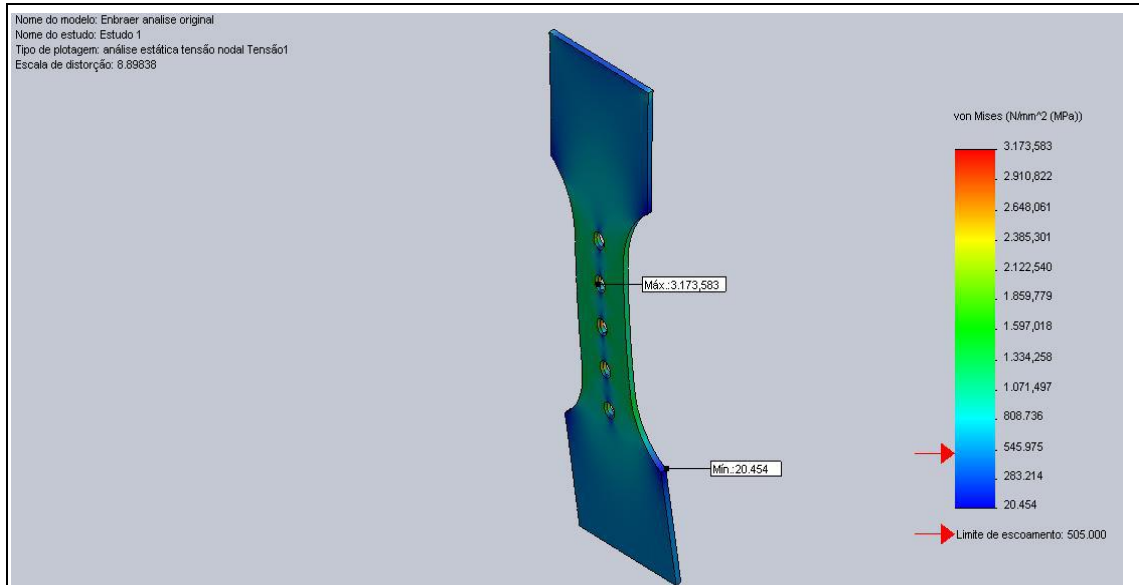 Nome do modelo: Enbraer analise original
Nome do estudo: Estudo 1
Tipo de plotagem: análise estática tensão nodal Tensão1
Escala de distorção: 8.89838
von Mises (N/mm^2 (MPa))
3.173,583
2.910,822
2.648,061
2.385,301
2.122,540
1.859,779
1.597,018
1.334,258
1.071,497
808.736
545.975
283.214
20.454
Limite de escoamento: 505.000
Máx.:3.173,583
Mín.:20.454